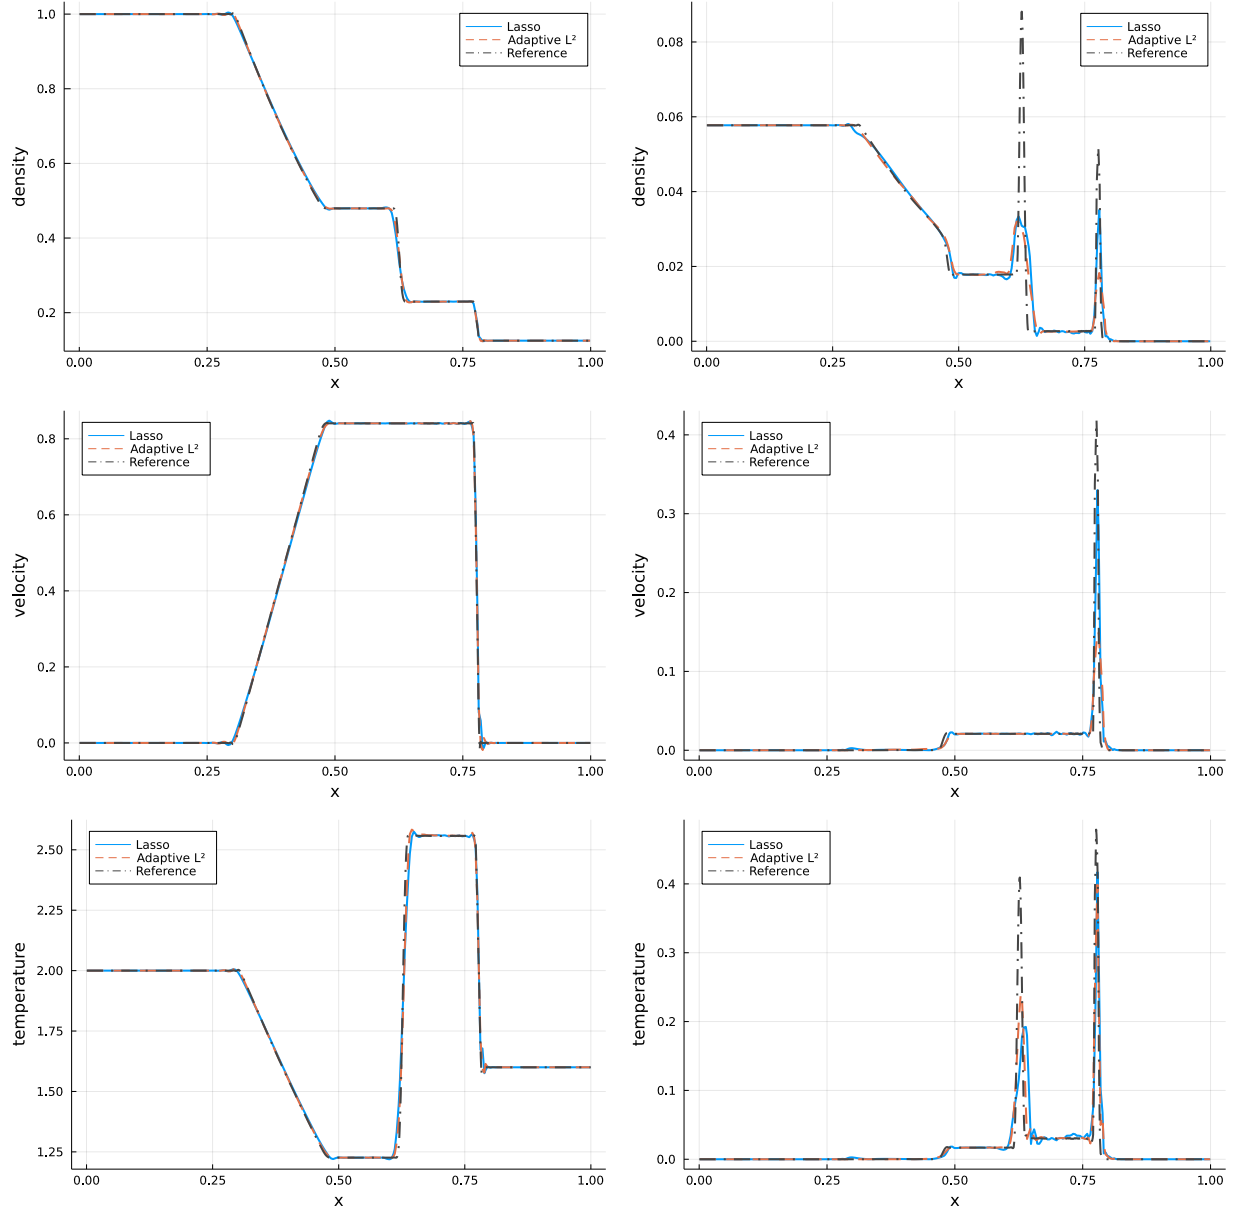 1.0
0.8
0.6
0.4
0.2
density
0.00
0.25
0.50
0.75
1.00
x
Lasso
Adaptive L²
Reference
0.08
0.06
0.04
0.02
0.00
density
0.00
0.25
0.50
0.75
1.00
x
Lasso
Adaptive L²
Reference
0.8
0.6
0.4
0.2
0.0
velocity
0.00
0.25
0.50
0.75
1.00
x
Lasso
Adaptive L²
Reference
0.4
0.3
0.2
0.1
0.0
velocity
0.00
0.25
0.50
0.75
1.00
x
Lasso
Adaptive L²
Reference
2.50
2.25
2.00
1.75
1.50
1.25
temperature
0.00
0.25
0.50
0.75
1.00
x
Lasso
Adaptive L²
Reference
0.4
0.3
0.2
0.1
0.0
temperature
0.00
0.25
0.50
0.75
1.00
x
Lasso
Adaptive L²
Reference